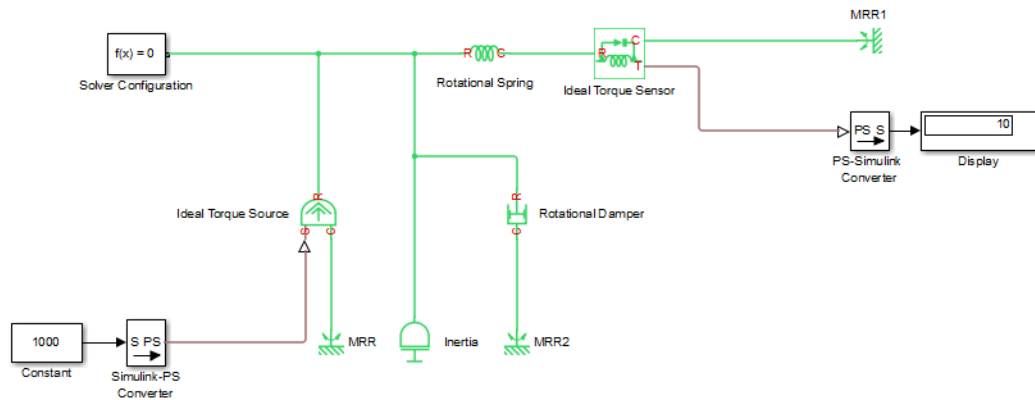 MRR1
f(x) = 0
R
C
R
C
T
Solver Configuration
Rotational Spring
Ideal Torque Sensor
10
PS S
PS-Simulink
Converter
Display
R
R
Ideal Torque Source
Rotational Damper
S
C
C
1000
S PS
MRR
Inertia
MRR2
Constant
Simulink-PS
Converter